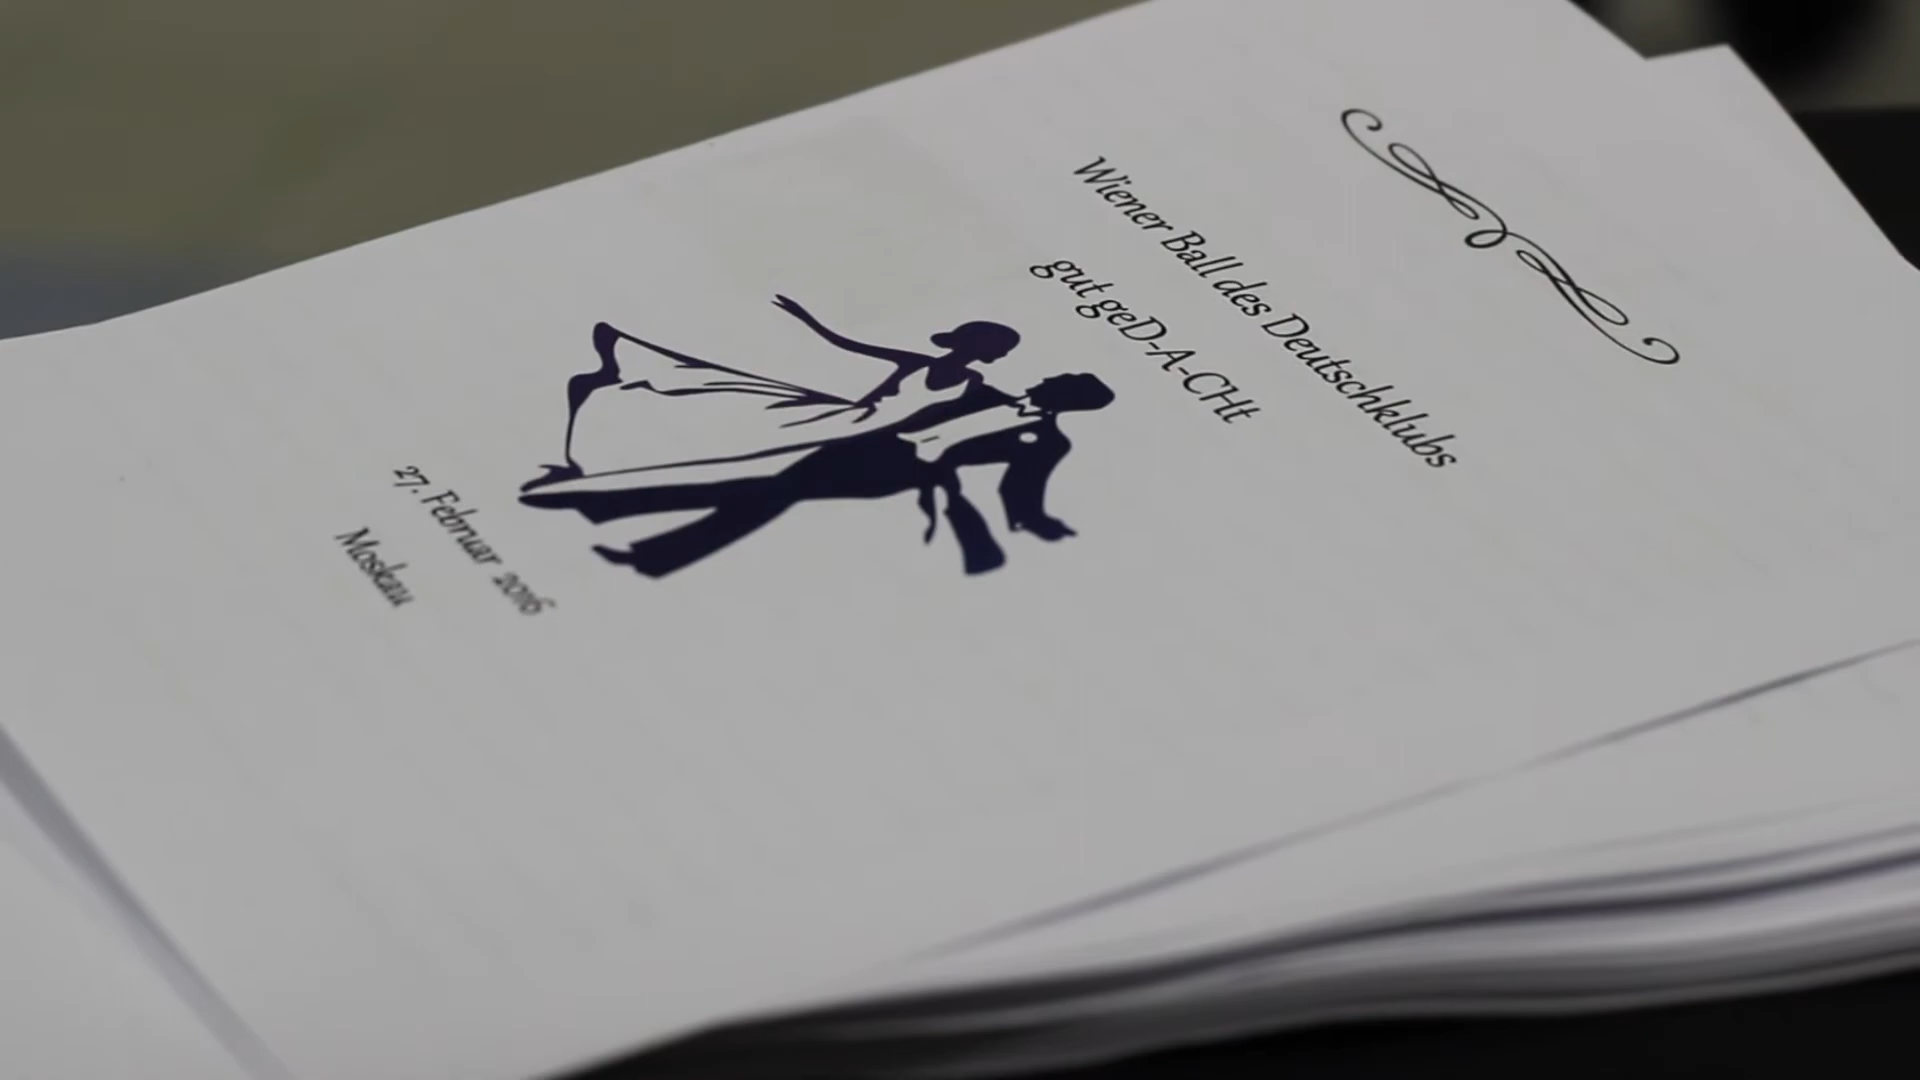 Wiener Ball des Deutschklubs
gut geD-A-CHt
27. Februar 2016
Moskau